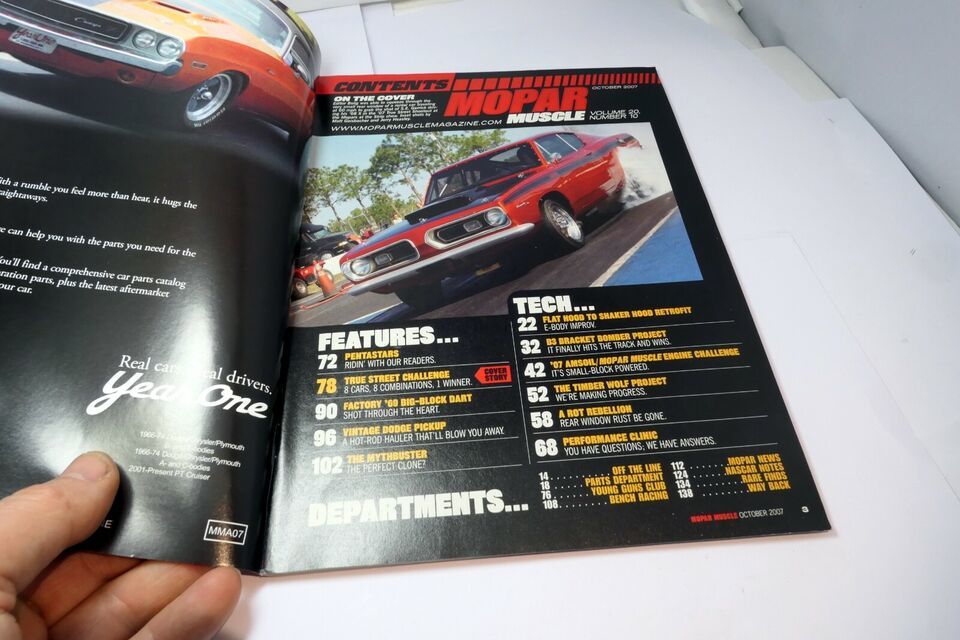 ith a rumble you feel more than hear, it hugs the
raightaways.
e can help you with the parts you need for the
ou'll find a comprehensive car parts catalog
oration parts, plus the latest aftermarket
our car.
Real cars. Real drivers.
Year One
1966-74 Dodge/Chrysler/Plymouth
B-bodies
1966-74 Dodge/Chrysler/Plymouth
A- and C-bodies
2001-Present PT Cruiser
MMA07
CONTENTS
OCTOBER 2007
ON THE COVER
MOPAR
MUSCLE
VOLUME 20
NUMBER 10
WWW.MOPARMUSCLEMAGAZINE.COM
FEATURES...
72 PENTASTARS
RIDIN' WITH OUR READERS.
78 TRUE STREET CHALLENGE
8 CARS, 8 COMBINATIONS, 1 WINNER.
COVER
STORY
90 FACTORY '69 BIG-BLOCK DART
SHOT THROUGH THE HEART.
96 VINTAGE DODGE PICKUP
A HOT-ROD HAULER THAT'LL BLOW YOU AWAY.
102 THE MYTHBUSTER
THE PERFECT CLONE?
TECH...
22 FLAT HOOD TO SHAKER HOOD RETROFIT
E-BODY IMPROV.
32 B3 BRACKET BOMBER PROJECT
IT FINALLY HITS THE TRACK AND WINS.
42 '07 AMSOIL/MOPAR MUSCLE ENGINE CHALLENGE
IT'S SMALL-BLOCK POWERED.
52 THE TIMBER WOLF PROJECT
WE'RE MAKING PROGRESS.
58 A ROT REBELLION
REAR WINDOW RUST BE GONE.
68 PERFORMANCE CLINIC
YOU HAVE QUESTIONS, WE HAVE ANSWERS.
DEPARTMENTS...
14 ........ OFF THE LINE
18 ..... PARTS DEPARTMENT
76 ..... YOUNG GUNS CLUB
108 ....... BENCH RACING
112 ....... MOPAR NEWS
124 ....... NASCAR NOTES
134 ........ RARE FINDS
138 ......... WAY BACK
MOPAR MUSCLE OCTOBER 2007 3